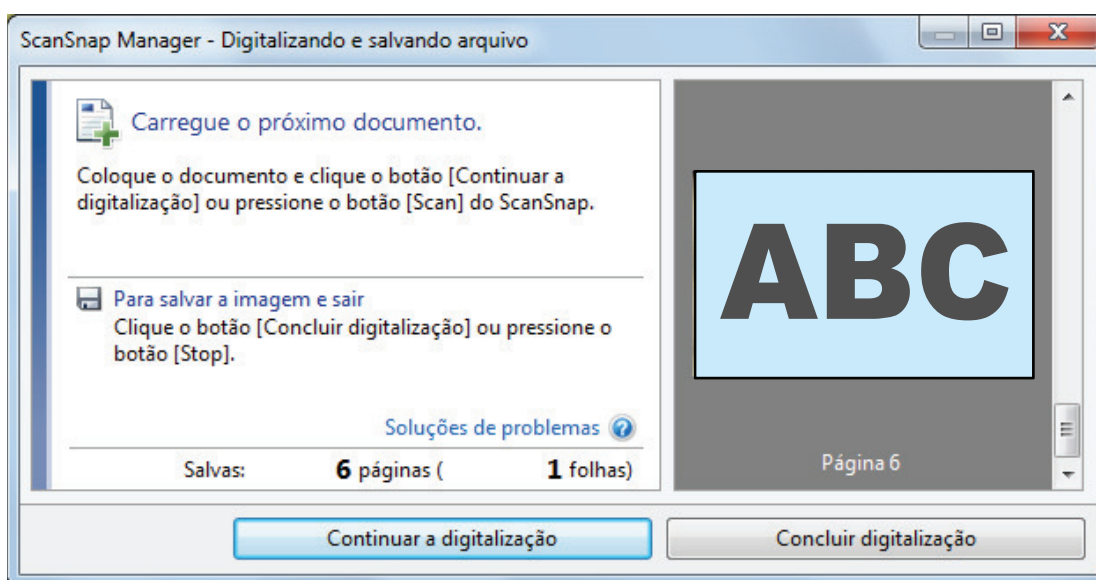 ScanSnap Manager - Digitalizando e salvando arquivo
Carregue o próximo documento.
Coloque o documento e clique o botão [Continuar a
digitalização] ou pressione o botão [Scan] do ScanSnap.
Para salvar a imagem e sair
Clique o botão [Concluir digitalização] ou pressione o
botão [Stop].
Soluções de problemas
Salvas: 6 páginas ( 1 folhas)
ABC
Página 6
Continuar a digitalização
Concluir digitalização